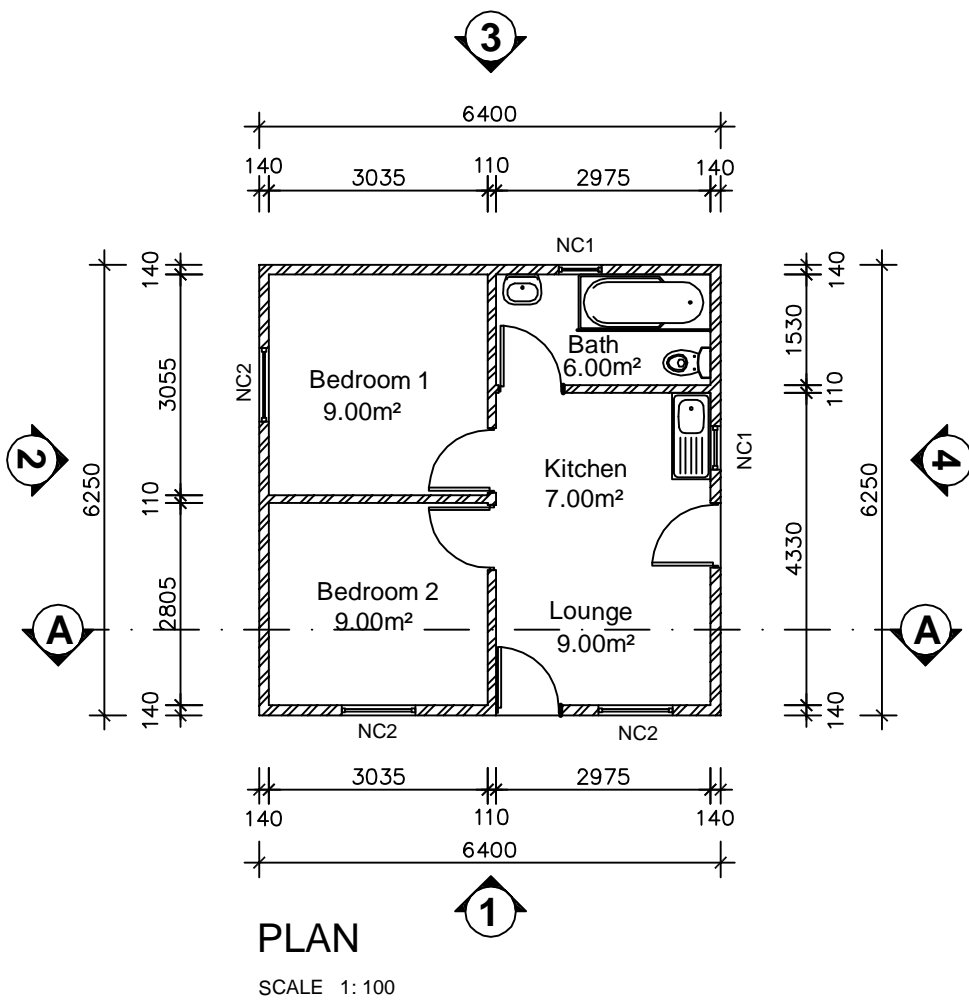 3
6400
140 3035 110 2975 140
NC1
140 3055 110 2805 140
6250
140 1530 110 4330 140
6250
NC2
Bath
6.00m²
Bedroom 1
9.00m²
NC1
2
4
Kitchen
7.00m²
Bedroom 2
9.00m²
Lounge
9.00m²
A
A
NC2
NC2
3035 2975
140 110 140
6400
1
PLAN
SCALE 1: 100